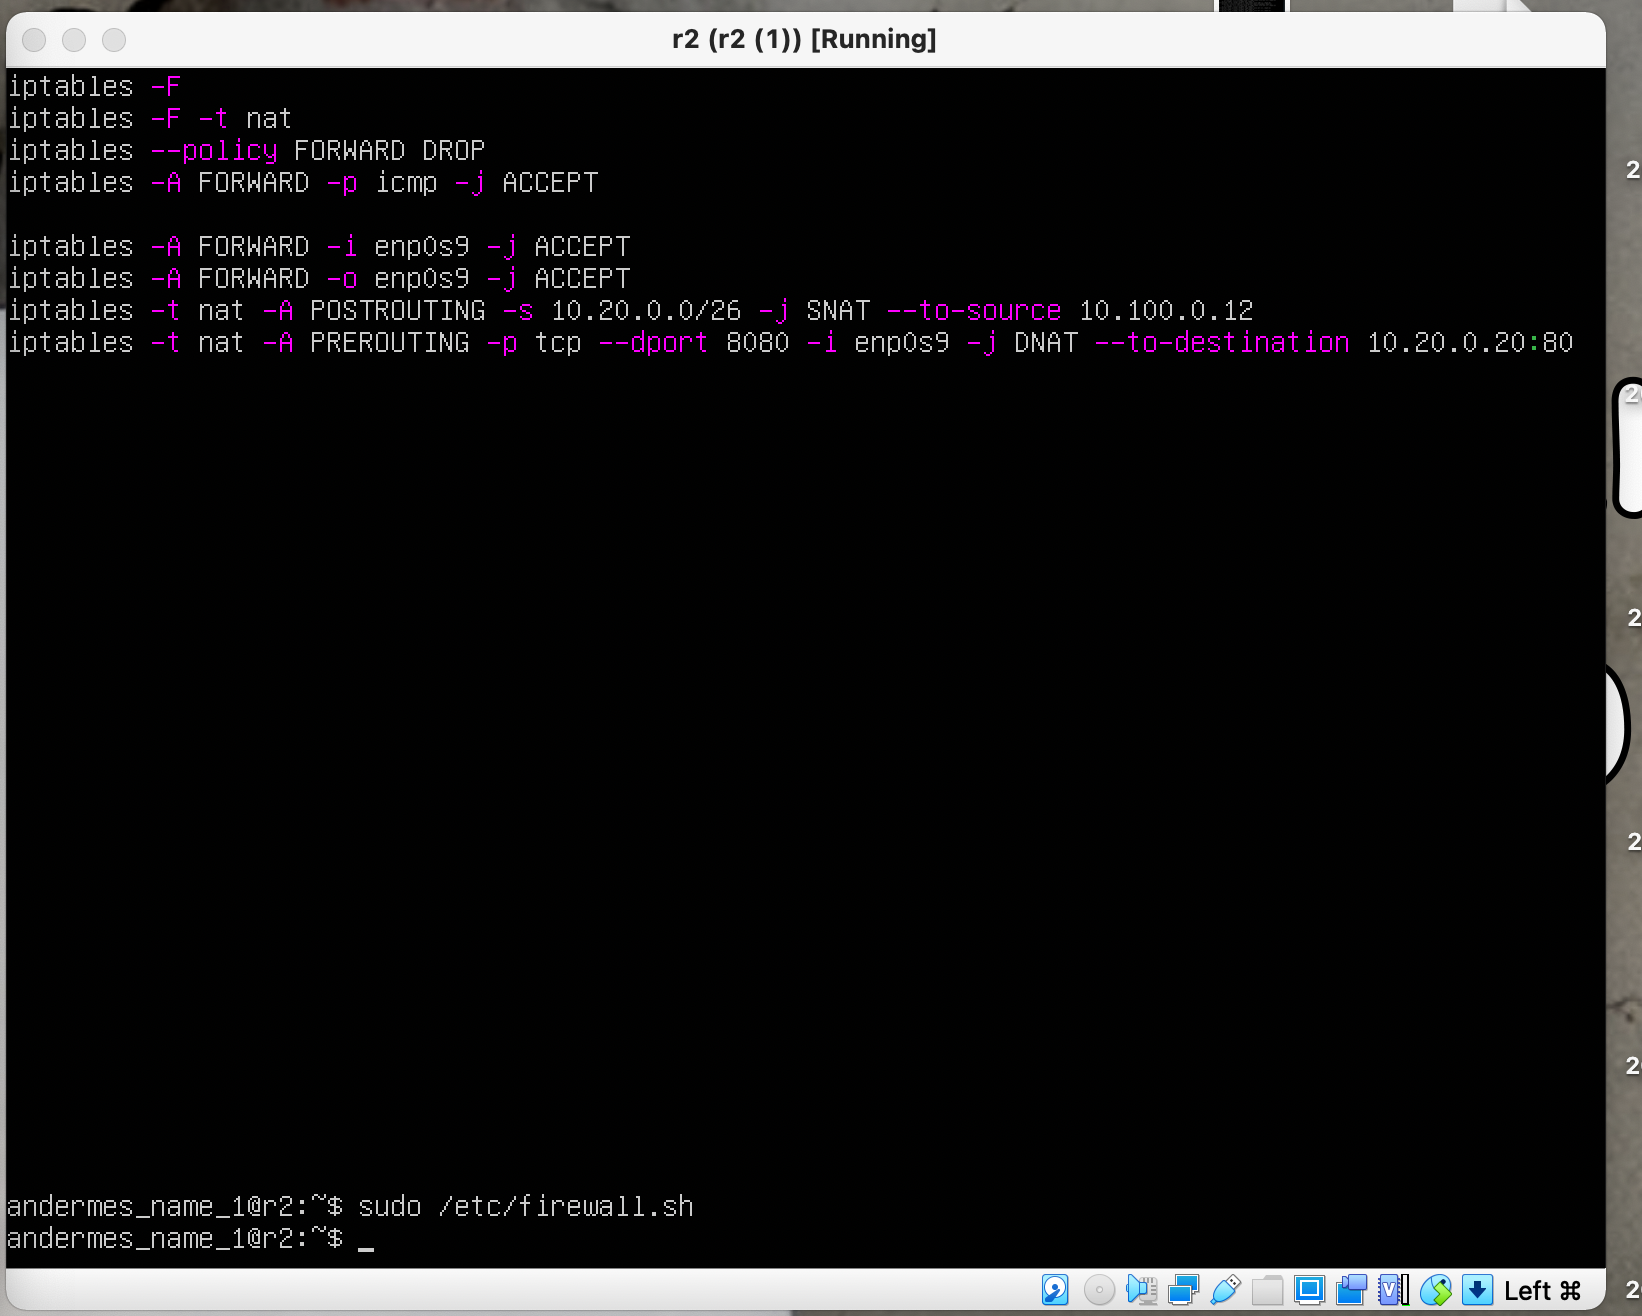 r2 (r2 (1)) [Running]
iptables -F
iptables -F -t nat
iptables --policy FORWARD DROP
iptables -A FORWARD -p icmp -j ACCEPT
iptables -A FORWARD -i enp0s9 -j ACCEPT
iptables -A FORWARD -o enp0s9 -j ACCEPT
iptables -t nat -A POSTROUTING -s 10.20.0.0/26 -j SNAT --to-source 10.100.0.12
iptables -t nat -A PREROUTING -p tcp --dport 8080 -i enp0s9 -j DNAT --to-destination 10.20.0.20:80
andermes_name_1@r2:~$ sudo /etc/firewall.sh
andermes_name_1@r2:~$ _
Left ⌘